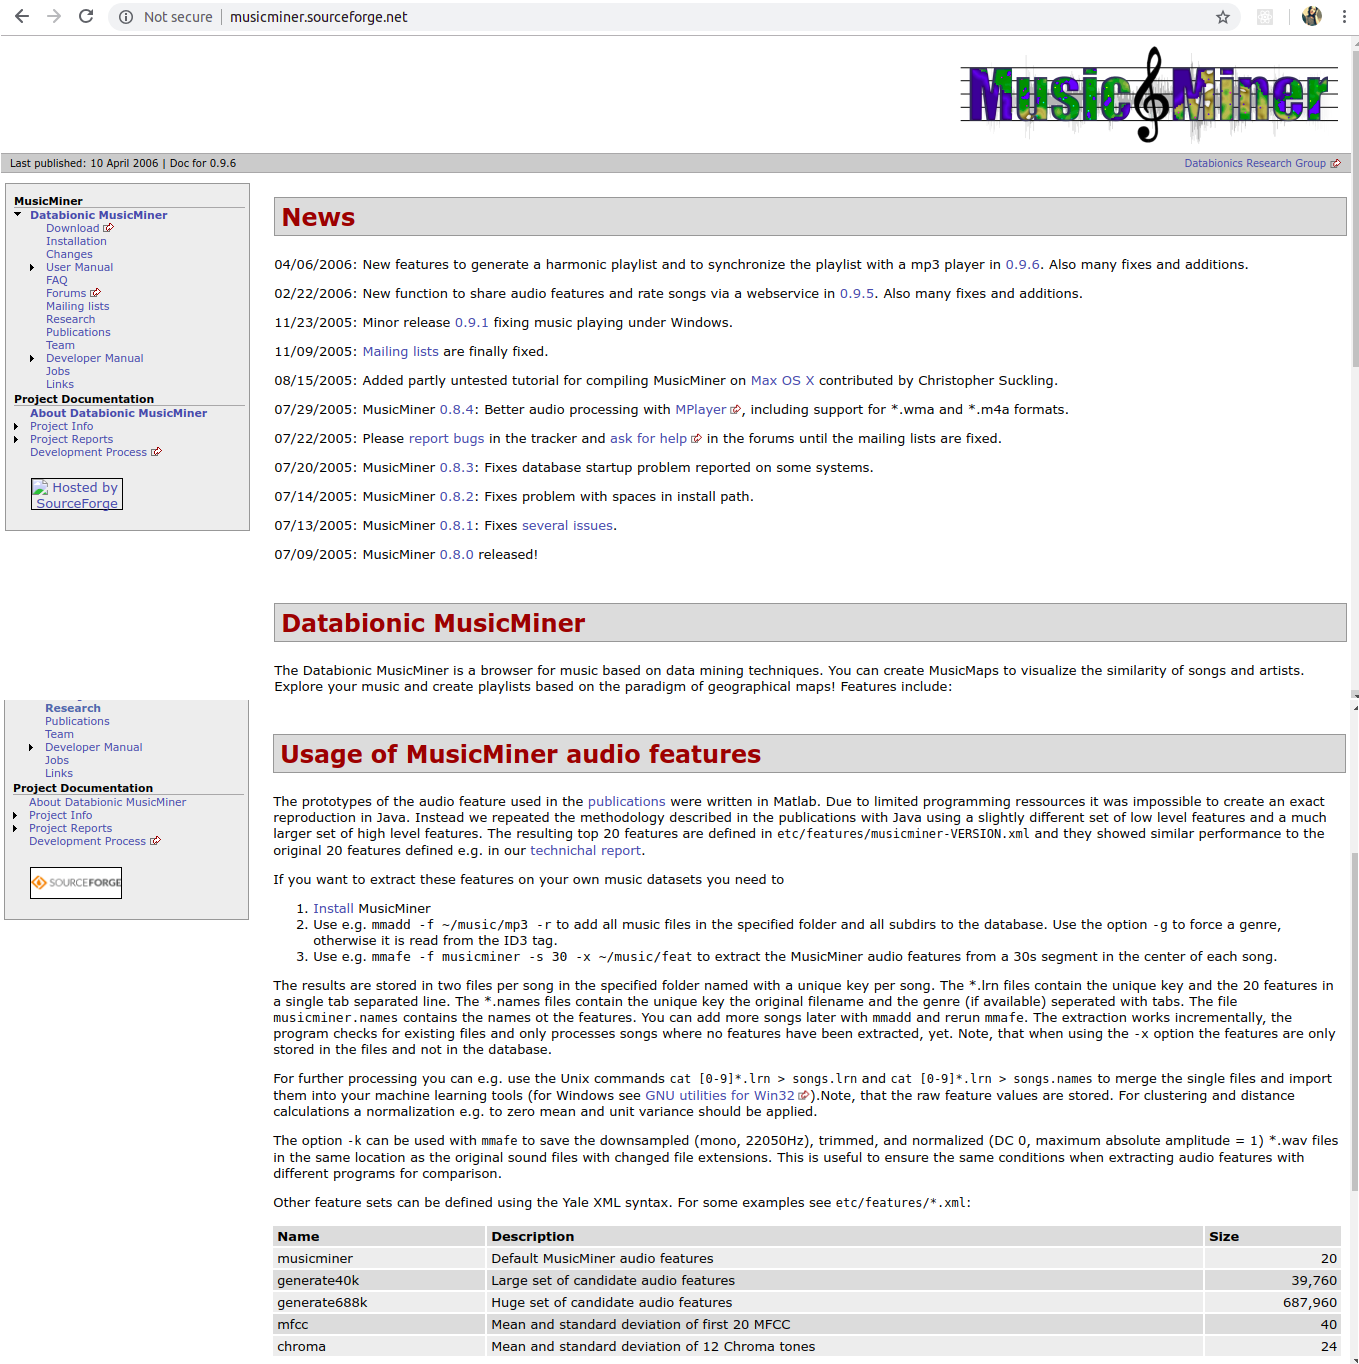 Not secure | musicminer.sourceforge.net
Music Miner
Last published: 10 April 2006 | Doc for 0.9.6
Databionics Research Group
MusicMiner
Databionic MusicMiner
Download
Installation
Changes
User Manual
FAQ
Forums
Mailing lists
Research
Publications
Team
Developer Manual
Jobs
Links
Project Documentation
About Databionic MusicMiner
Project Info
Project Reports
Development Process
Hosted by
SourceForge
News
04/06/2006: New features to generate a harmonic playlist and to synchronize the playlist with a mp3 player in 0.9.6. Also many fixes and additions.
02/22/2006: New function to share audio features and rate songs via a webservice in 0.9.5. Also many fixes and additions.
11/23/2005: Minor release 0.9.1 fixing music playing under Windows.
11/09/2005: Mailing lists are finally fixed.
08/15/2005: Added partly untested tutorial for compiling MusicMiner on Max OS X contributed by Christopher Suckling.
07/29/2005: MusicMiner 0.8.4: Better audio processing with MPlayer, including support for *.wma and *.m4a formats.
07/22/2005: Please report bugs in the tracker and ask for help in the forums until the mailing lists are fixed.
07/20/2005: MusicMiner 0.8.3: Fixes database startup problem reported on some systems.
07/14/2005: MusicMiner 0.8.2: Fixes problem with spaces in install path.
07/13/2005: MusicMiner 0.8.1: Fixes several issues.
07/09/2005: MusicMiner 0.8.0 released!
Databionic MusicMiner
The Databionic MusicMiner is a browser for music based on data mining techniques. You can create MusicMaps to visualize the similarity of songs and artists.
Explore your music and create playlists based on the paradigm of geographical maps! Features include:
Research
Publications
Team
Developer Manual
Jobs
Links
Project Documentation
About Databionic MusicMiner
Project Info
Project Reports
Development Process
SOURCEFORGE
Usage of MusicMiner audio features
The prototypes of the audio feature used in the publications were written in Matlab. Due to limited programming ressources it was impossible to create an exact
reproduction in Java. Instead we repeated the methodology described in the publications with Java using a slightly different set of low level features and a much
larger set of high level features. The resulting top 20 features are defined in etc/features/musicminer-VERSION.xml and they showed similar performance to the
original 20 features defined e.g. in our technichal report.
If you want to extract these features on your own music datasets you need to
1. Install MusicMiner
2. Use e.g. mmadd -f ~/music/mp3 -r to add all music files in the specified folder and all subdirs to the database. Use the option -g to force a genre,
otherwise it is read from the ID3 tag.
3. Use e.g. mmafe -f musicminer -s 30 -x ~/music/feat to extract the MusicMiner audio features from a 30s segment in the center of each song.
The results are stored in two files per song in the specified folder named with a unique key per song. The *.lrn files contain the unique key and the 20 features in
a single tab separated line. The *.names files contain the unique key the original filename and the genre (if available) seperated with tabs. The file
musicminer.names contains the names ot the features. You can add more songs later with mmadd and rerun mmafe. The extraction works incrementally, the
program checks for existing files and only processes songs where no features have been extracted, yet. Note, that when using the -x option the features are only
stored in the files and not in the database.
For further processing you can e.g. use the Unix commands cat [0-9]*.lrn > songs.lrn and cat [0-9]*.lrn > songs.names to merge the single files and import
them into your machine learning tools (for Windows see GNU utilities for Win32).Note, that the raw feature values are stored. For clustering and distance
calculations a normalization e.g. to zero mean and unit variance should be applied.
The option -k can be used with mmafe to save the downsampled (mono, 22050Hz), trimmed, and normalized (DC 0, maximum absolute amplitude = 1) *.wav files
in the same location as the original sound files with changed file extensions. This is useful to ensure the same conditions when extracting audio features with
different programs for comparison.
Other feature sets can be defined using the Yale XML syntax. For some examples see etc/features/*.xml:
Name Description Size
musicminer Default MusicMiner audio features 20
generate40k Large set of candidate audio features 39,760
generate688k Huge set of candidate audio features 687,960
mfcc Mean and standard deviation of first 20 MFCC 40
chroma Mean and standard deviation of 12 Chroma tones 24